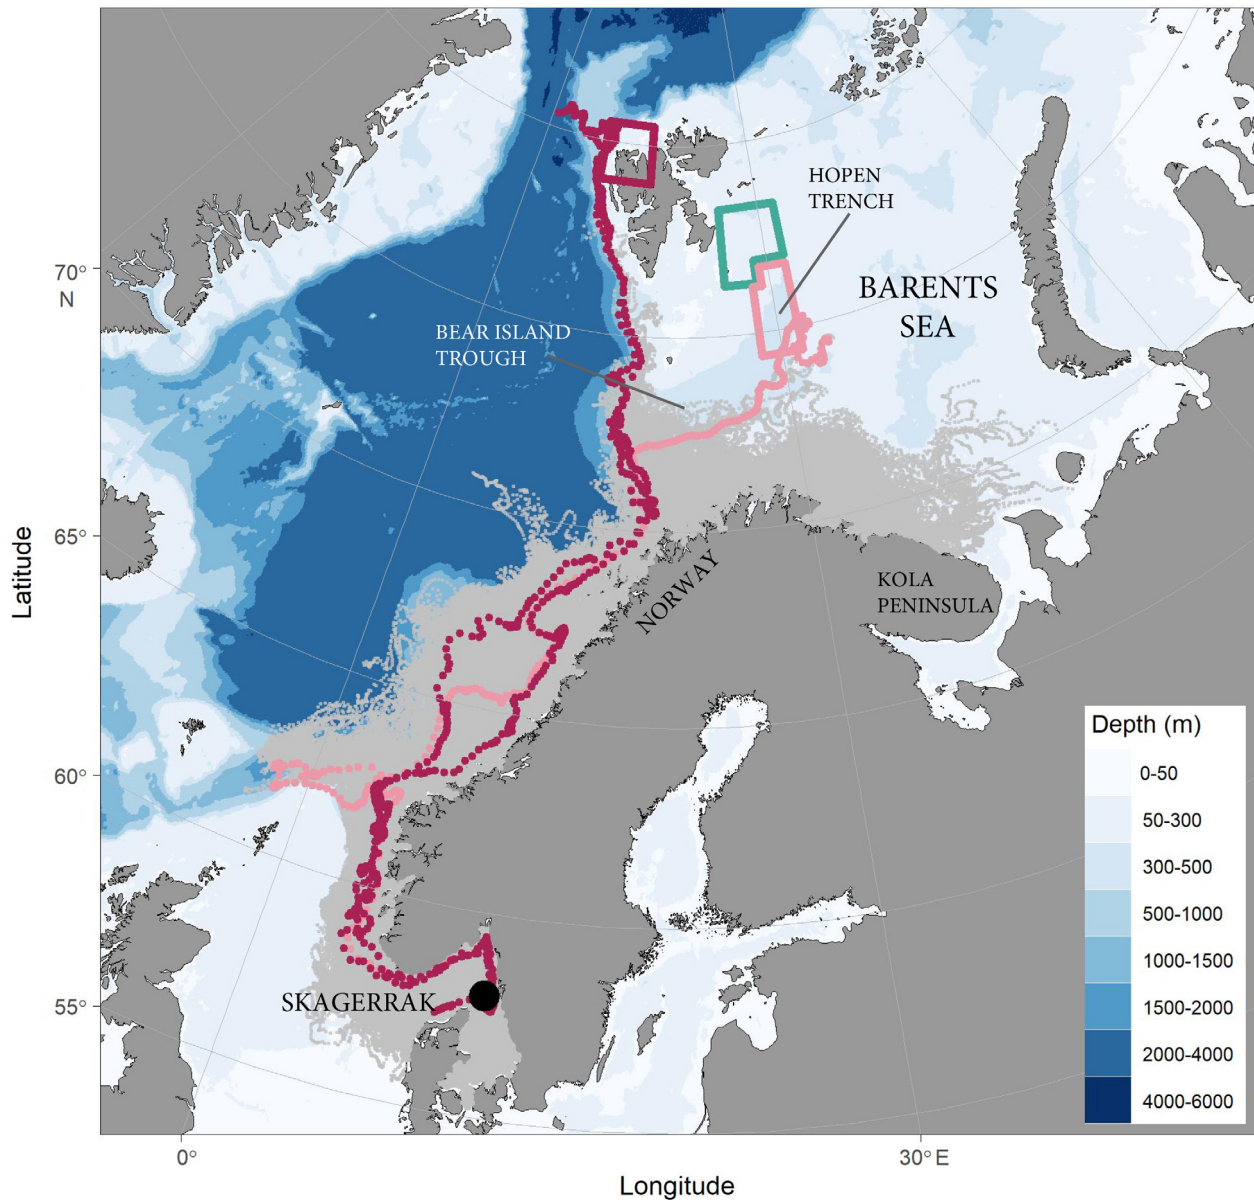 HOPEN
TRENCH
70°
N
BARENTS
SEA
BEAR ISLAND
TROUGH
65°
Latitude
NORWAY
KOLA
PENINSULA
60°
Depth (m)
0-50
50-300
300-500
500-1000
1000-1500
1500-2000
2000-4000
4000-6000
SKAGERRAK
55°
0°
30° E
Longitude